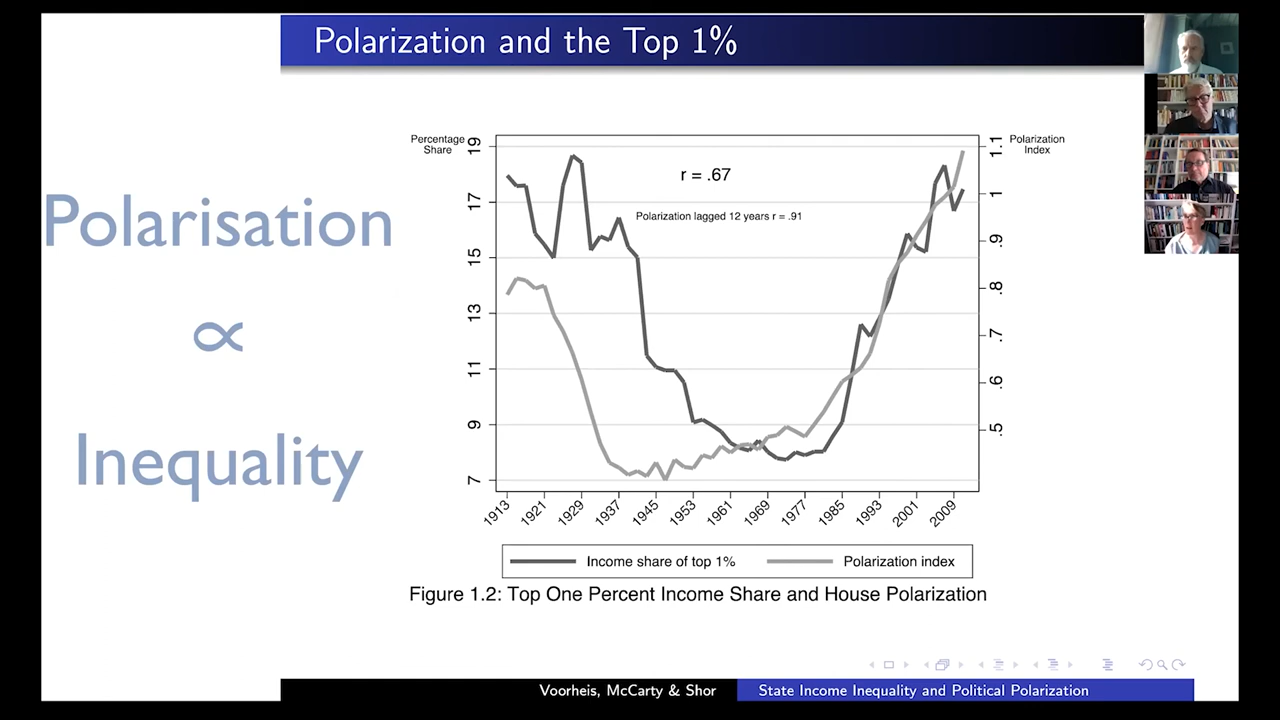 Polarization and the Top 1%
Polarisation
∝
Inequality
Percentage
Share
Polarization
Index
r = .67
Polarization lagged 12 years r = .91
19
17
15
13
11
9
7
1.1
1
.9
.8
.7
.6
.5
1913
1921
1929
1937
1945
1953
1961
1969
1977
1985
1993
2001
2009
Income share of top 1%
Polarization index
Figure 1.2: Top One Percent Income Share and House Polarization
Voorheis, McCarty & Shor
State Income Inequality and Political Polarization